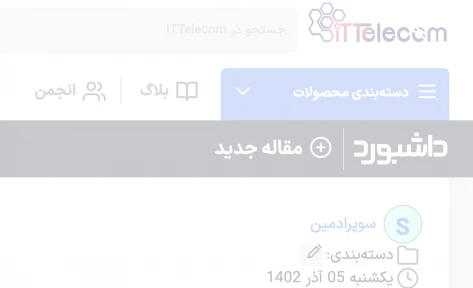 iTTelecom
جستجو در ITTelecom
دسته‌بندی محصولات
بلاگ
انجمن
داشبورد
مقاله جدید
S
سوپرادمین
دسته‌بندی:
یکشنبه 05 آذر 1402